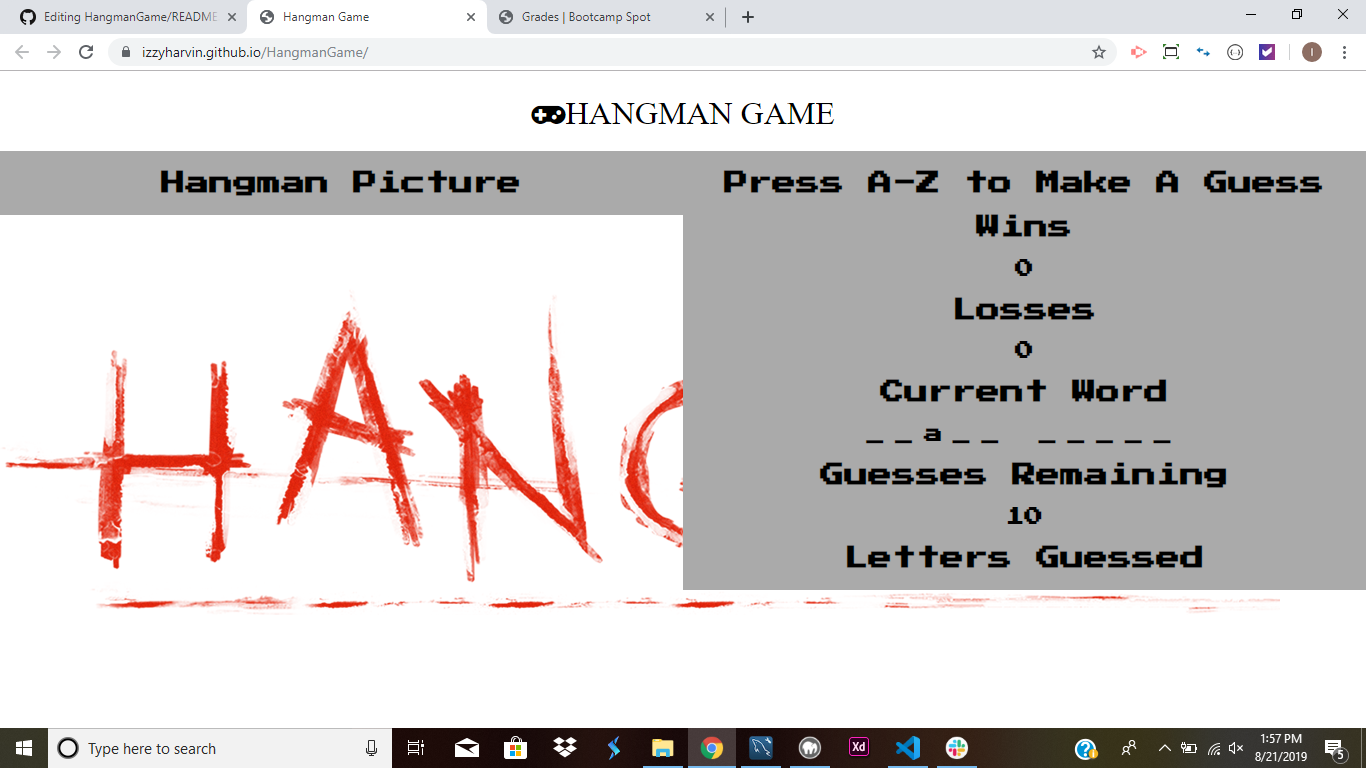 Editing HangmanGame/README
Hangman Game
Grades | Bootcamp Spot
izzyharvin.github.io/HangmanGame/
I
HANGMAN GAME
Hangman Picture
Press A-Z to Make A Guess
Wins
0
Losses
0
Current Word
_ _ a _ _   _ _ _ _ _
Guesses Remaining
10
Letters Guessed
HANG
Type here to search
Xd
1:57 PM
8/21/2019
5